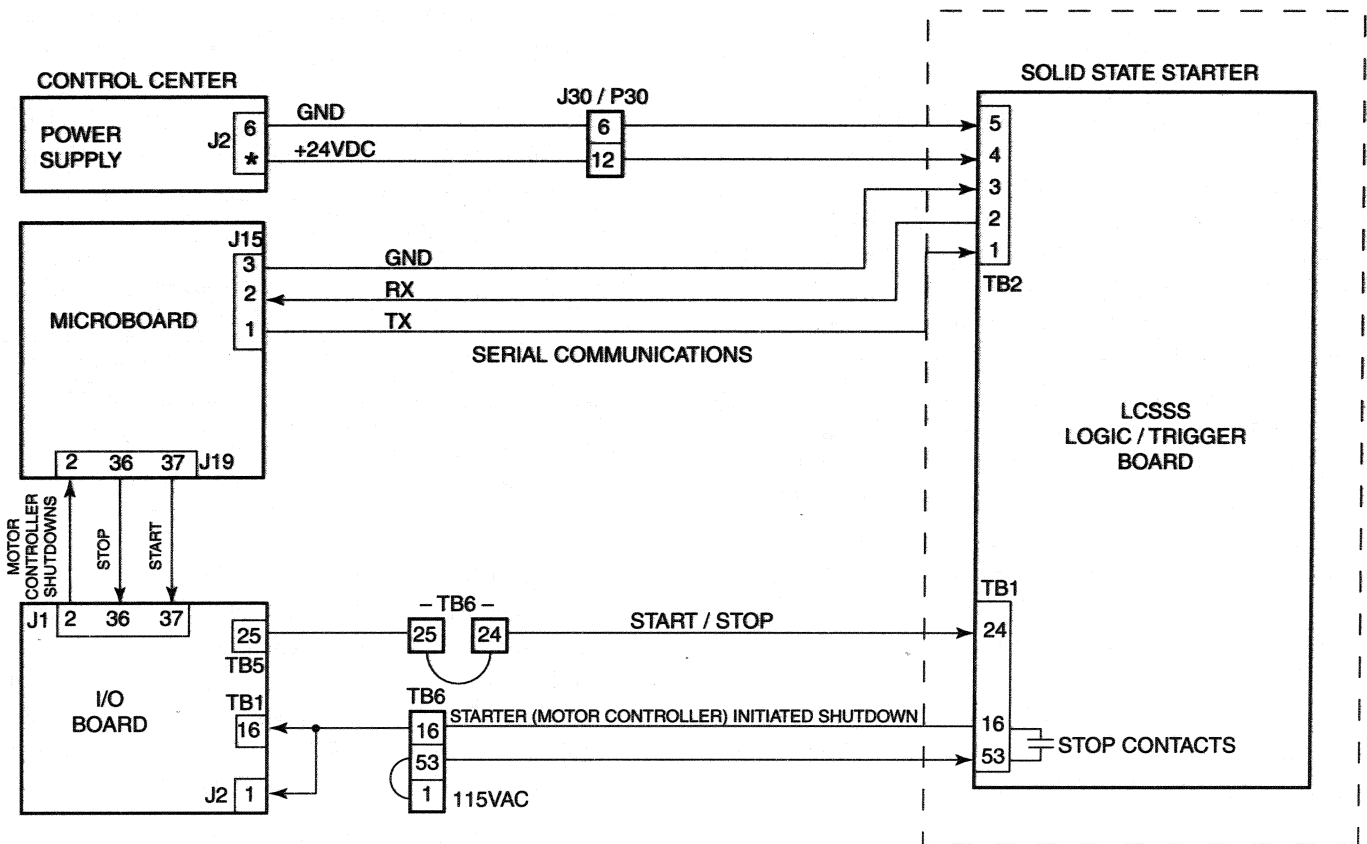 CONTROL CENTER
POWER
SUPPLY
J2
6
*
GND
+24VDC
J30 / P30
6
12
SOLID STATE STARTER
5
4
3
2
1
TB2
MICROBOARD
J15
3
2
1
GND
RX
TX
SERIAL COMMUNICATIONS
2 36 37 J19
LCSSS
LOGIC / TRIGGER
BOARD
MOTOR
CONTROLLER
SHUTDOWNS
STOP
START
J1 2 36 37
I/O
BOARD
25
TB5
TB1
16
J2 1
– TB6 –
25 24
START / STOP
TB6
16
53
1
115VAC
STARTER (MOTOR CONTROLLER) INITIATED SHUTDOWN
TB1
24
16
53
STOP CONTACTS